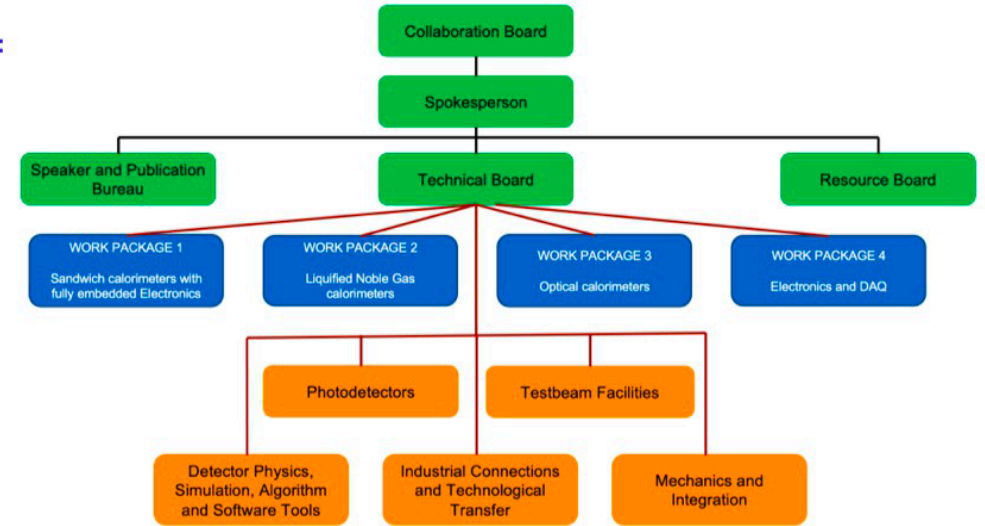 :
Collaboration Board
Spokesperson
Speaker and Publication
Bureau
Technical Board
Resource Board
WORK PACKAGE 1
Sandwich calorimeters with
fully embedded Electronics
WORK PACKAGE 2
Liquified Noble Gas
calorimeters
WORK PACKAGE 3
Optical calorimeters
WORK PACKAGE 4
Electronics and DAQ
Photodetectors
Testbeam Facilities
Detector Physics,
Simulation, Algorithm
and Software Tools
Industrial Connections
and Technological
Transfer
Mechanics and
Integration